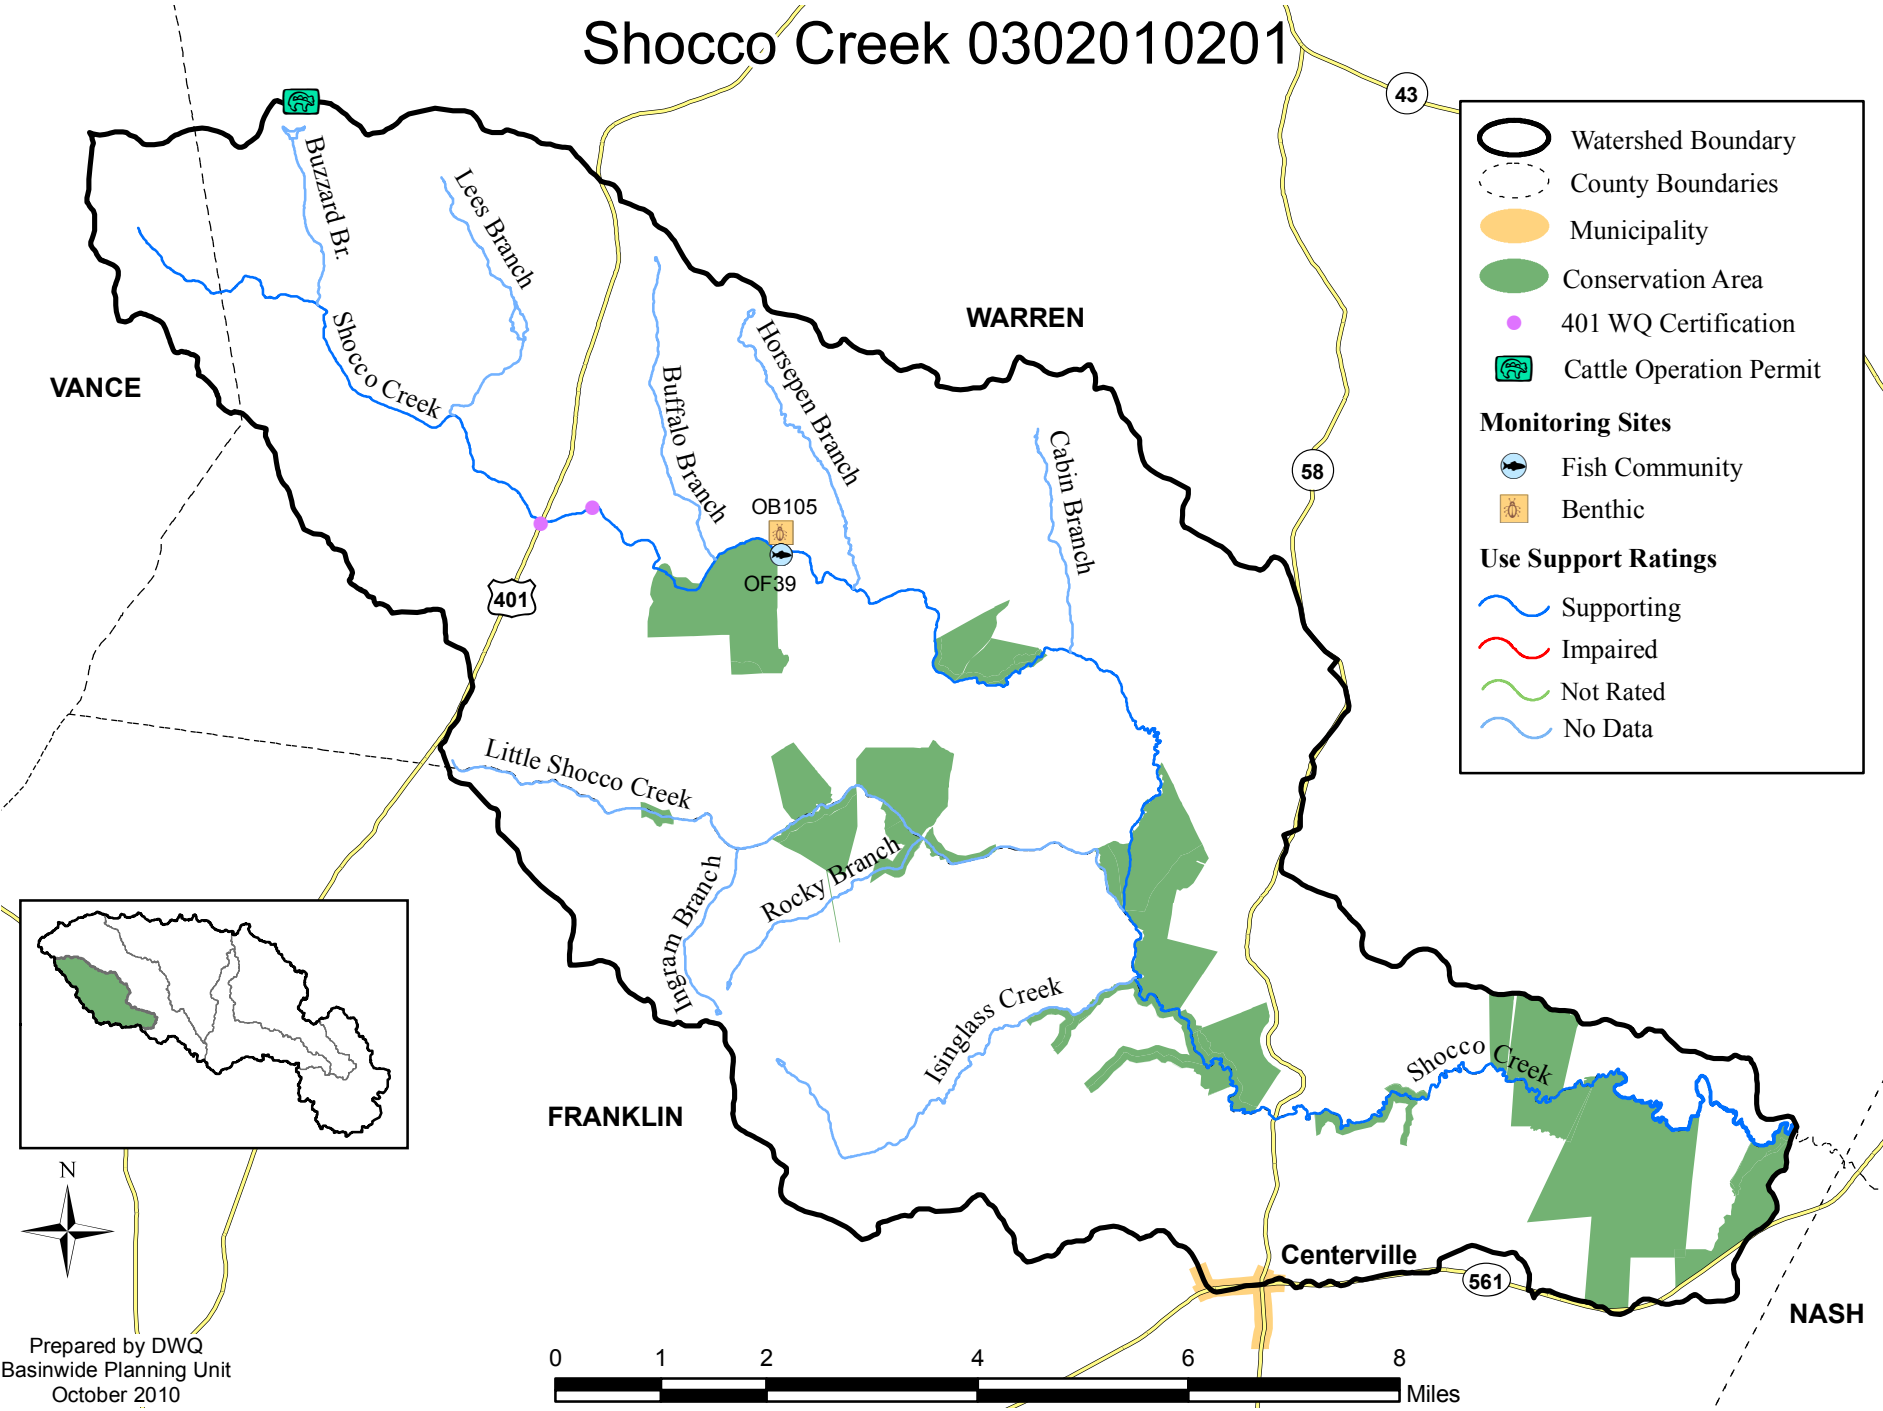 Shocco Creek 0302010201
43
Watershed Boundary
County Boundaries
Municipality
Conservation Area
401 WQ Certification
Cattle Operation Permit
Monitoring Sites
Fish Community
Benthic
Use Support Ratings
Supporting
Impaired
Not Rated
No Data
Buzzard Br.
Lees Branch
WARREN
Shocco Creek
Horsepen Branch
VANCE
Buffalo Branch
Cabin Branch
58
OB105
OF39
401
Little Shocco Creek
Rocky Branch
Ingram Branch
Isinglass Creek
Shocco Creek
FRANKLIN
N
Centerville
561
NASH
Prepared by DWQ
Basinwide Planning Unit
October 2010
0 1 2 4 6 8
Miles